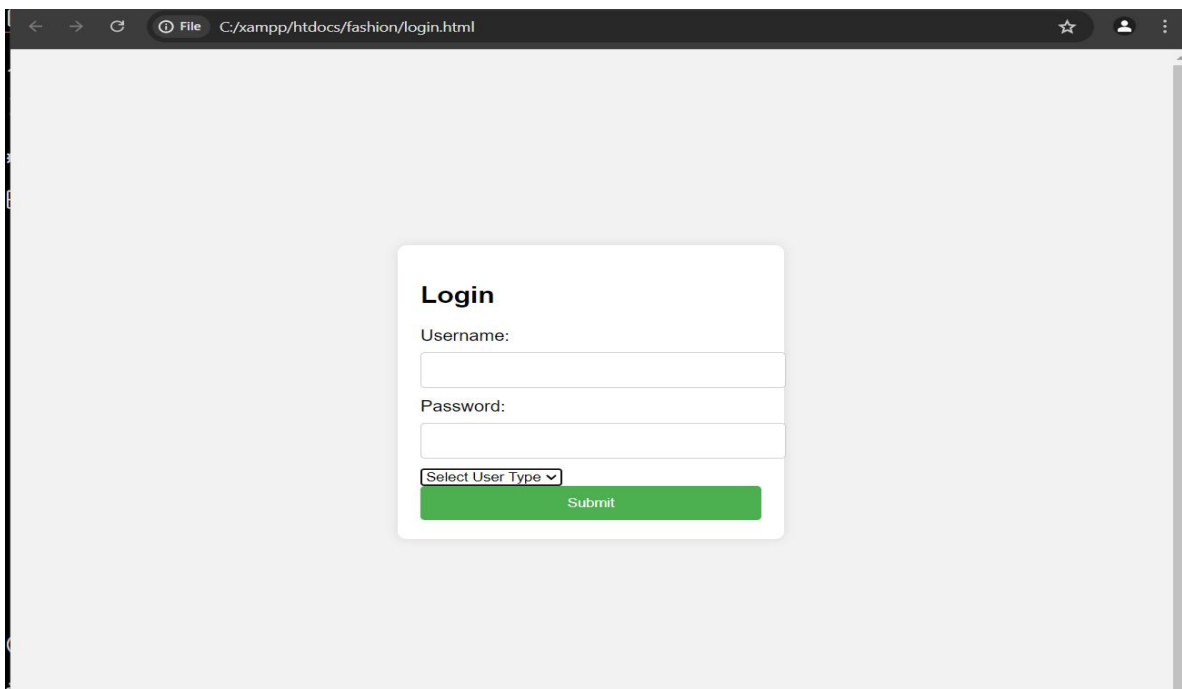 File C:/xampp/htdocs/fashion/login.html
Login
Username:
Password:
Select User Type
Submit